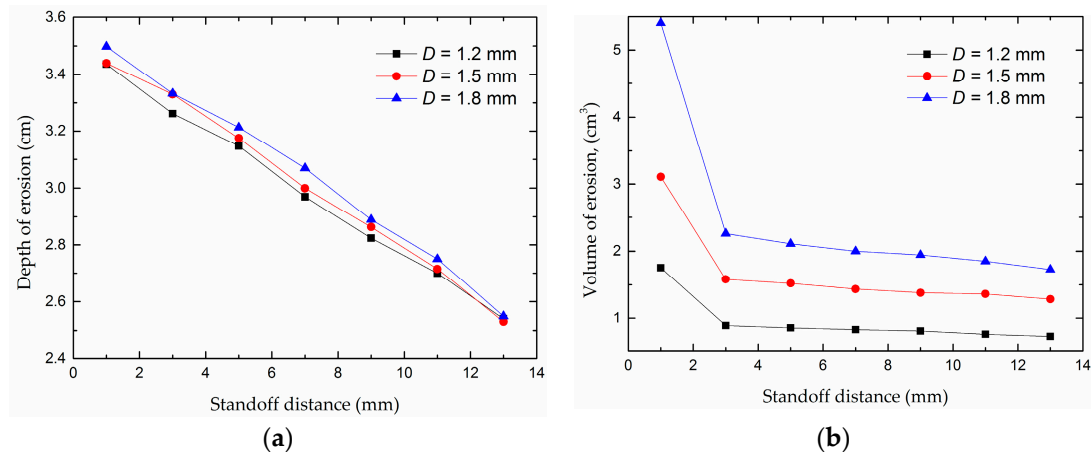 3.6
3.4
3.2
3.0
2.8
2.6
2.4
Depth of erosion (cm)
D = 1.2 mm
D = 1.5 mm
D = 1.8 mm
0 2 4 6 8 10 12 14
Standoff distance (mm)
(a)
5
4
3
2
1
Volume of erosion, (cm³)
D = 1.2 mm
D = 1.5 mm
D = 1.8 mm
0 2 4 6 8 10 12 14
Standoff distance (mm)
(b)